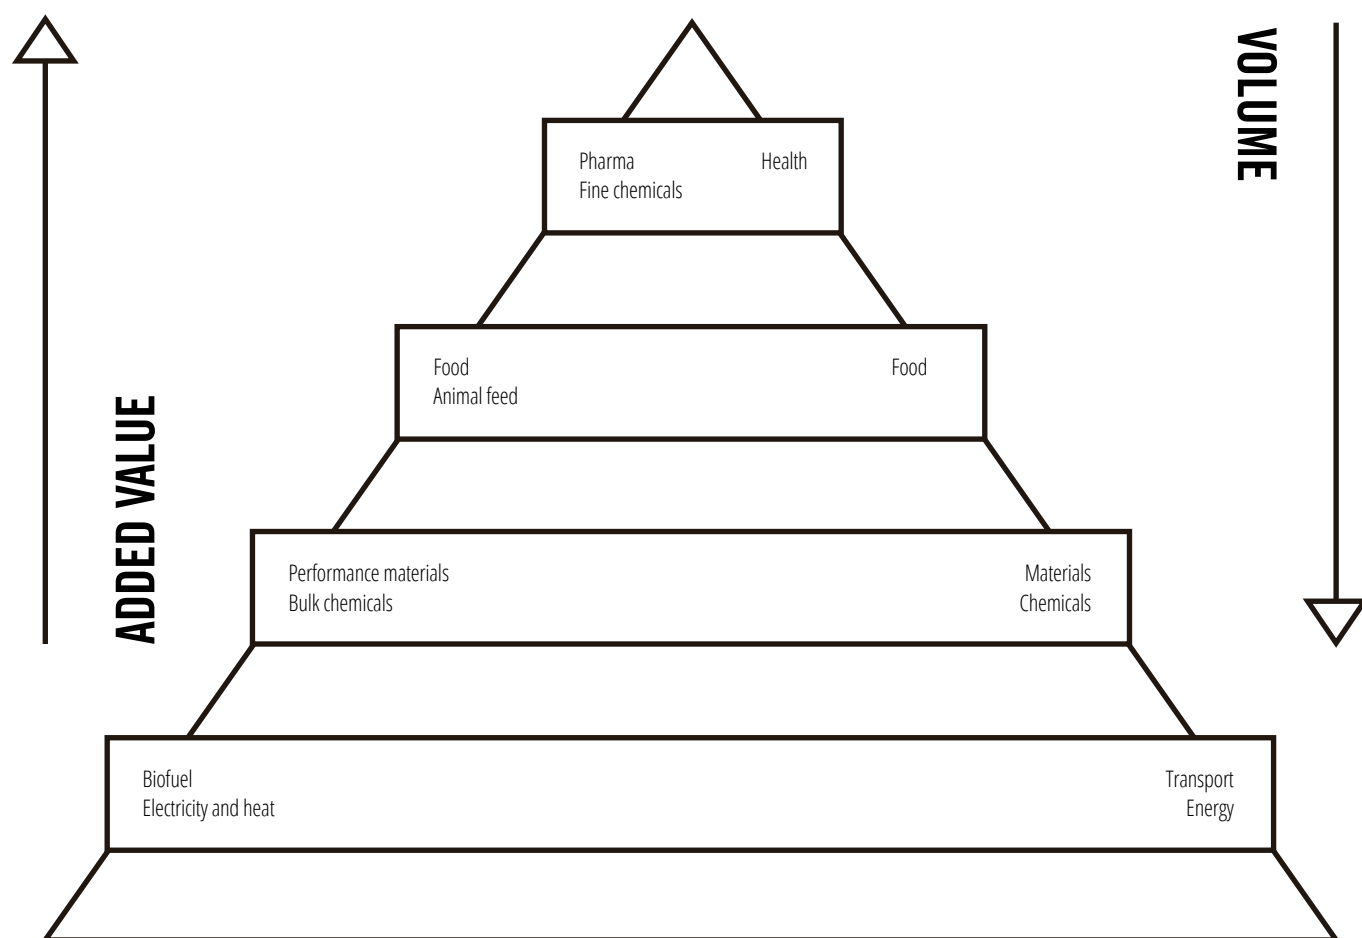 VOLUME
Pharma Health
Fine chemicals
Food Food
Animal feed
ADDED VALUE
Performance materials Materials
Bulk chemicals Chemicals
Biofuel Transport
Electricity and heat Energy